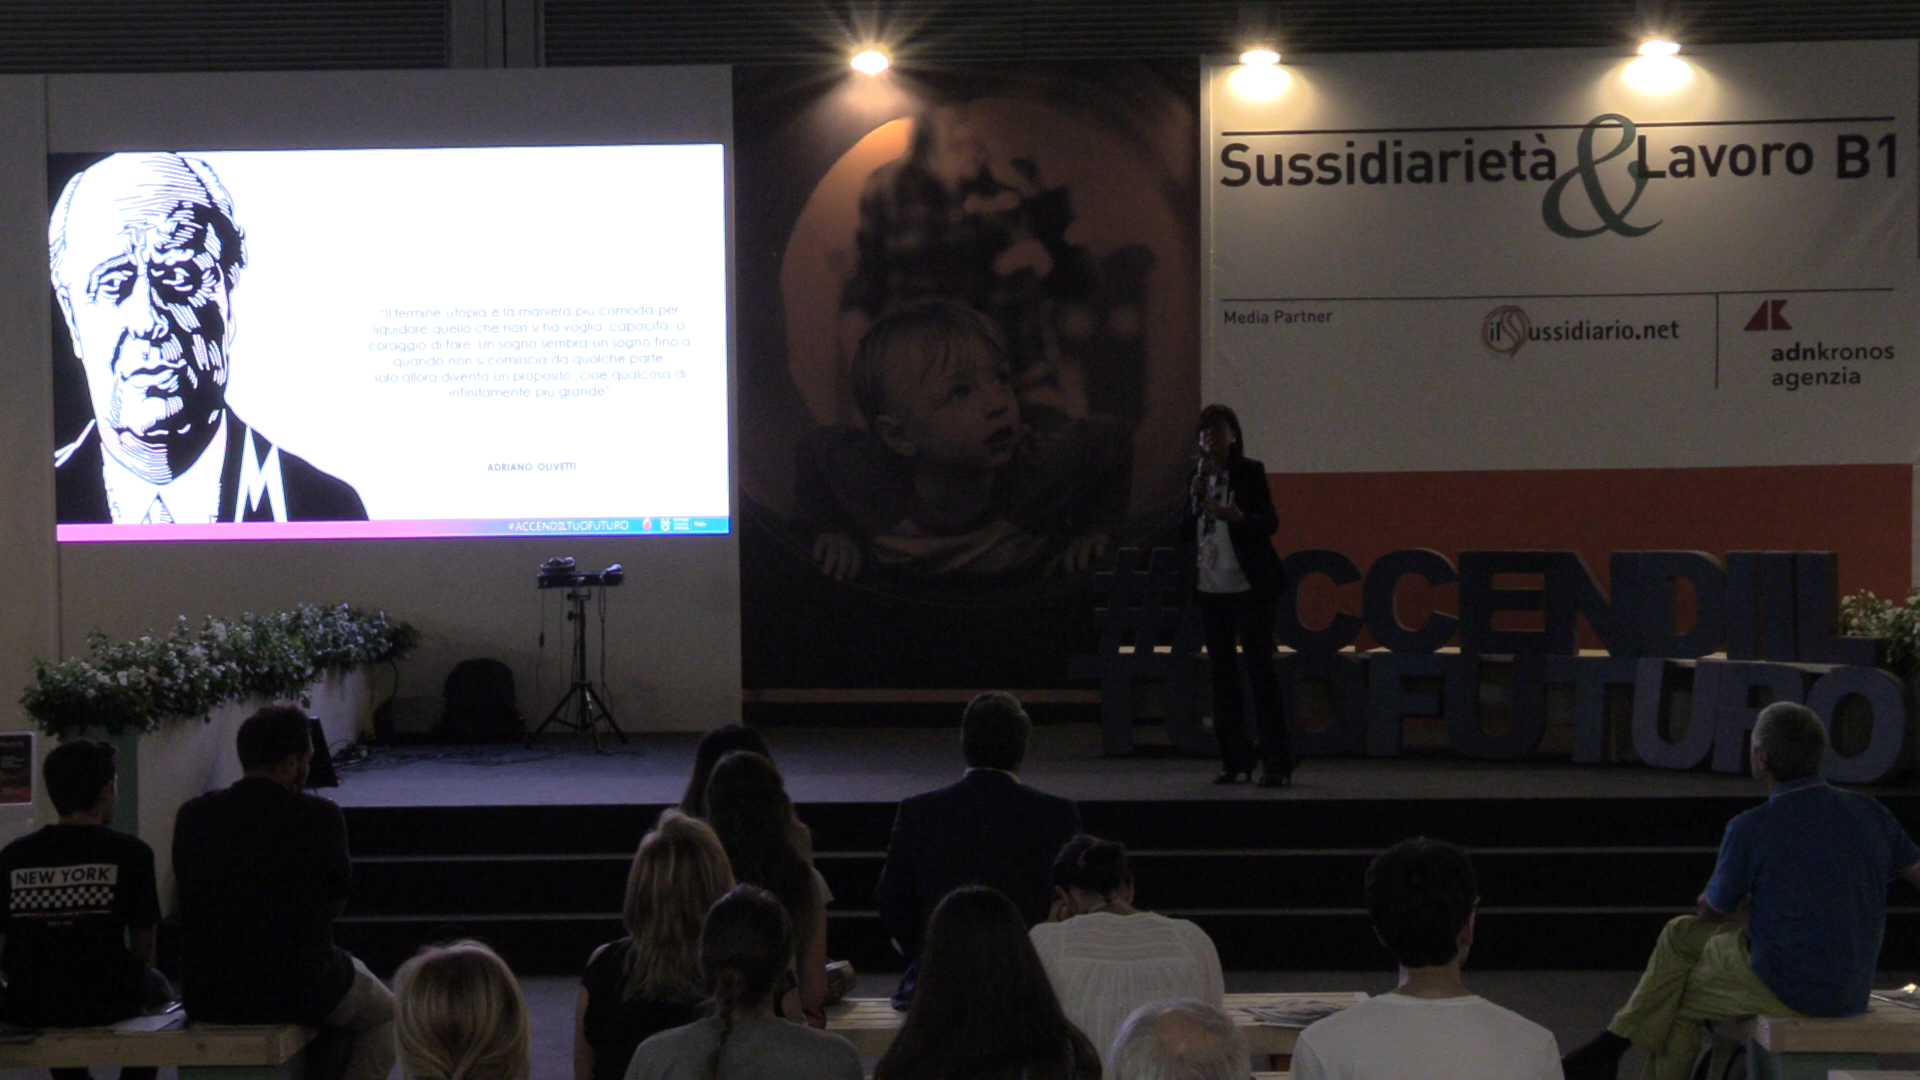 "Il termine utopia è la maniera più comoda per
liquidare quello che non si ha voglia, capacità, o
coraggio di fare. Un sogno sembra un sogno fino a
quando non si comincia da qualche parte
solo allora diventa un proposito, cioè qualcosa di
infinitamente più grande"
ADRIANO OLIVETTI
#ACCENDIILTUOFUTURO
Sussidiarietà & Lavoro B1
Media Partner
ilSussidiario.net
adnkronos
agenzia
#ACCENDIIL
TUOFUTURO
NEW YORK